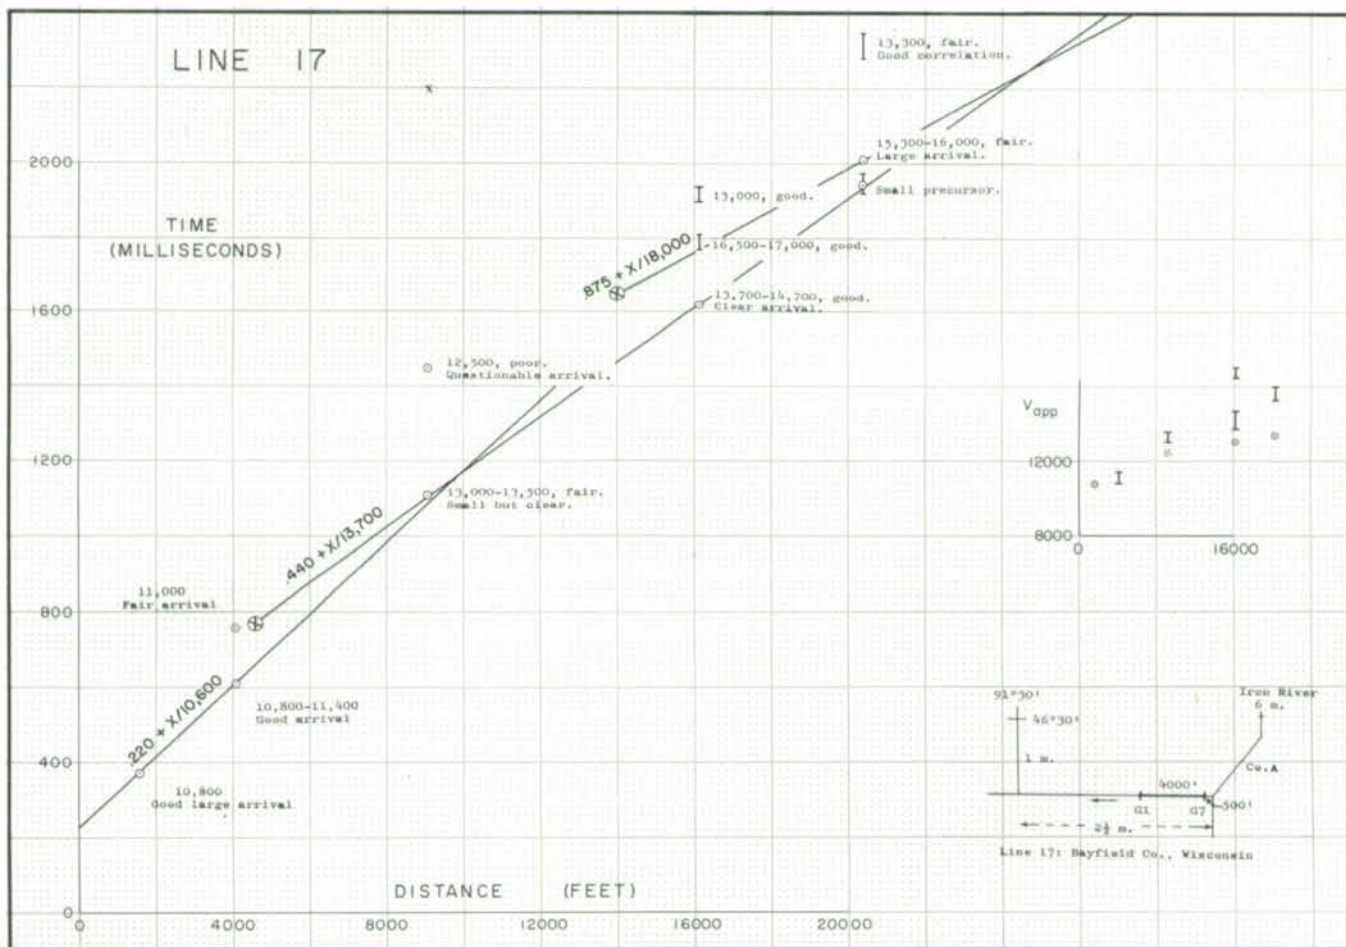 LINE 17
13,300, fair.
Good correlation.
2000
15,300-16,000, fair.
Large arrival.
Small precursor.
13,000, good.
TIME
(MILLISECONDS)
16,500-17,000, good.
.875 + X/18,000
13,700-14,700, good.
Clear arrival.
1600
12,500, poor.
Questionable arrival.
Vapp
1200
12000
13,000-13,500, fair.
Small but clear.
.440 + X/13,700
8000
0
16000
11,000
Fair arrival
800
.220 + X/10,600
10,800-11,400
Good arrival
400
10,800
Good large arrival
91°30'
Iron River
6 m.
46°30'
1 m.
Co.A
4000'
G1
G7
500'
2½ m.
Line 17: Bayfield Co., Wisconsin
DISTANCE (FEET)
0
0
4000
8000
12000
16000
20000